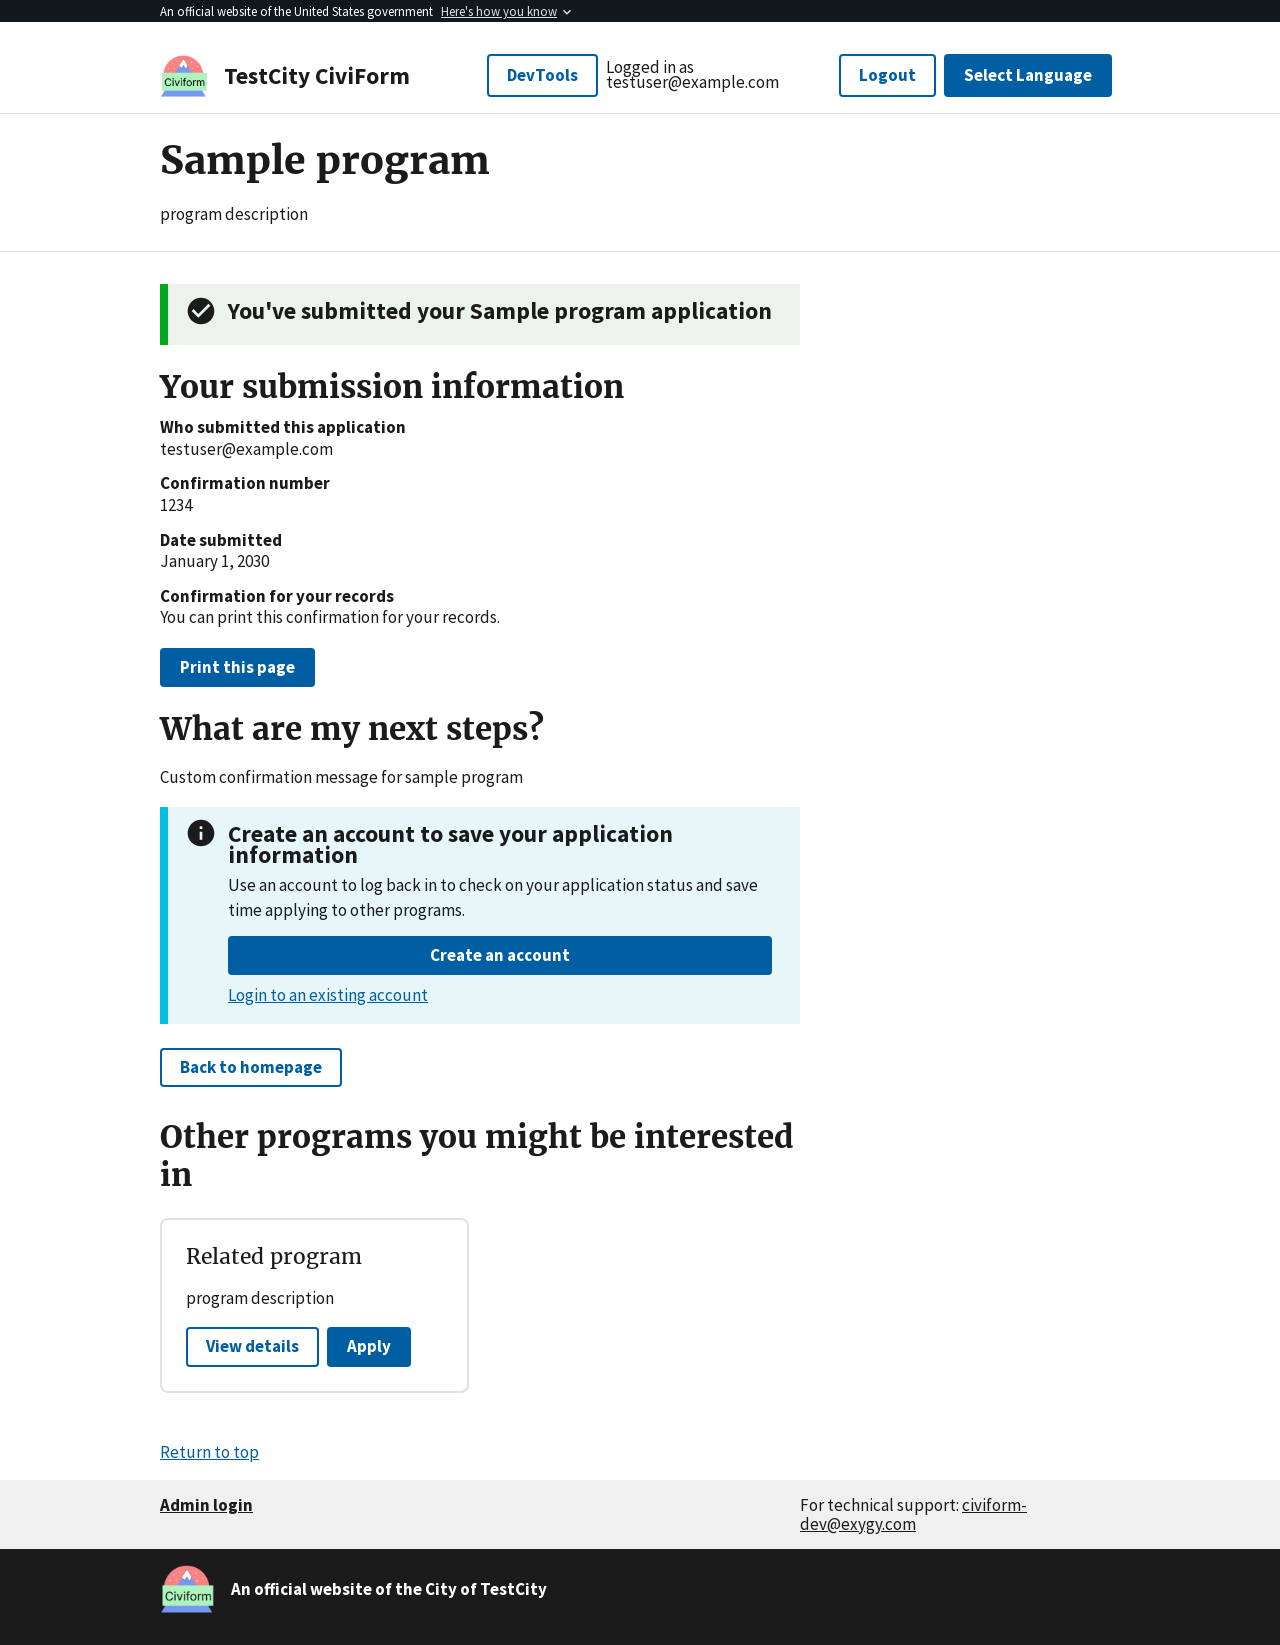 An official website of the United States government Here's how you know
Civiform
TestCity CiviForm
DevTools
Logged in as
testuser@example.com
Logout
Select Language
Sample program
program description
You've submitted your Sample program application
Your submission information
Who submitted this application
testuser@example.com
Confirmation number
1234
Date submitted
January 1, 2030
Confirmation for your records
You can print this confirmation for your records.
Print this page
What are my next steps?
Custom confirmation message for sample program
Create an account to save your application
information
Use an account to log back in to check on your application status and save
time applying to other programs.
Create an account
Login to an existing account
Back to homepage
Other programs you might be interested
in
Related program
program description
View details
Apply
Return to top
Admin login
For technical support: civiform-
dev@exygy.com
Civiform
An official website of the City of TestCity